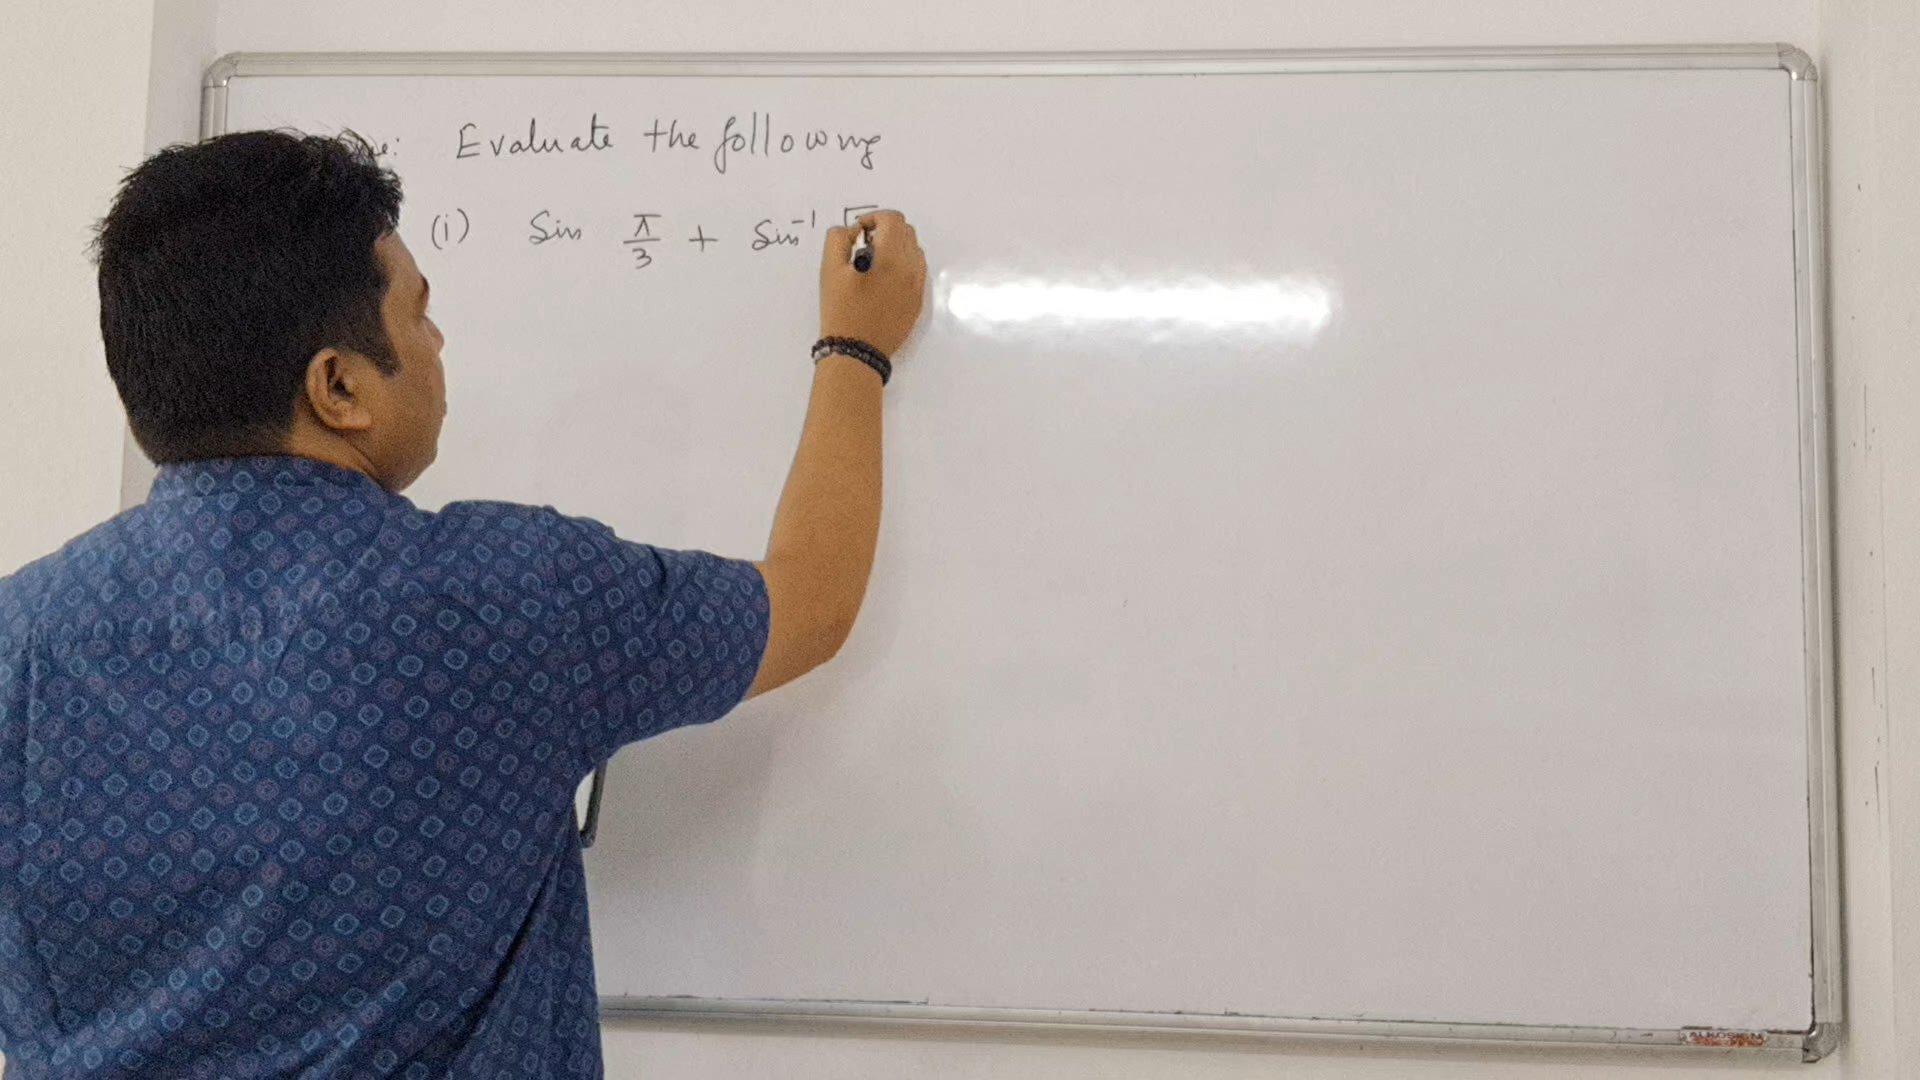 Evaluate the following
(i) Sin π/3 + Sin⁻¹